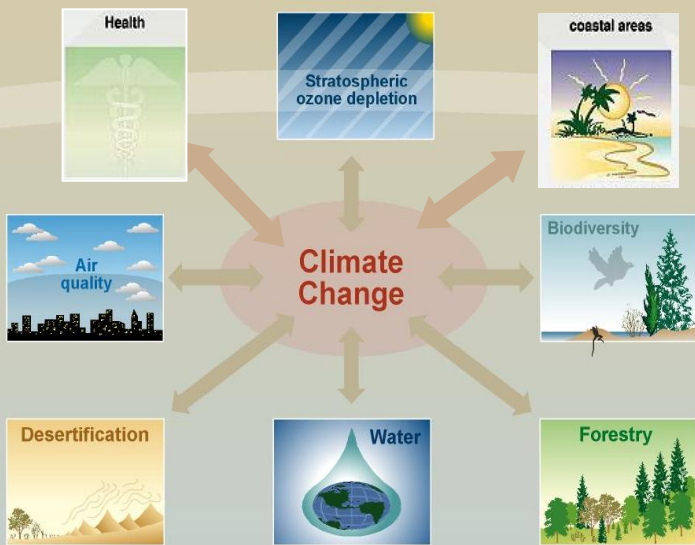 Health
Stratospheric
ozone depletion
coastal areas
Air
quality
Climate
Change
Biodiversity
Desertification
Water
Forestry